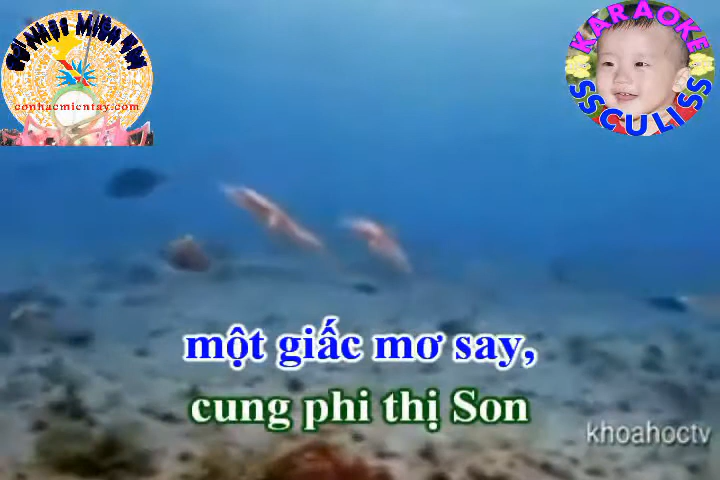 CỔ NHẠC MIỀN TÂY
conhacmientay.com
KARAOKE
SSCULISS
một giấc mơ say,
cung phi thị Son
khoahoctv